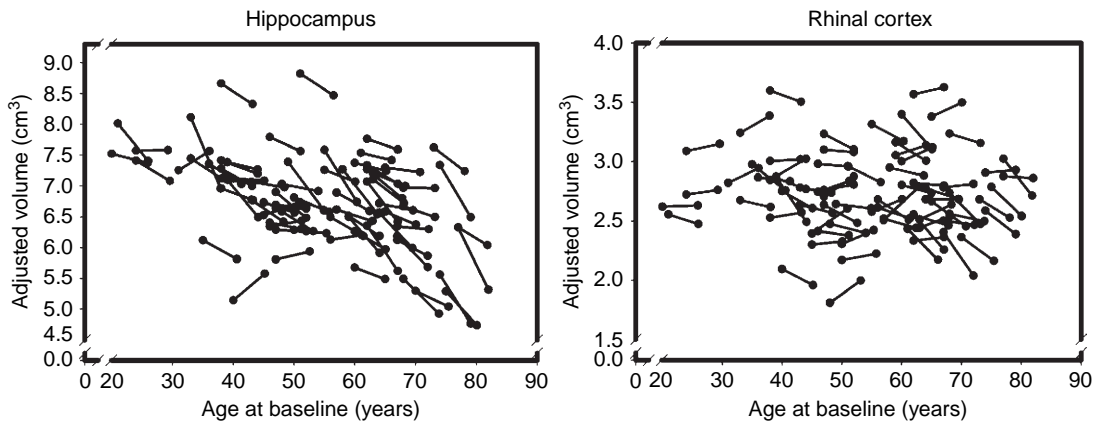 Hippocampus
Adjusted volume (cm³)
9.0
8.5
8.0
7.5
7.0
6.5
6.0
5.5
5.0
4.5
0.0
0 20 30 40 50 60 70 80 90
Age at baseline (years)
Rhinal cortex
Adjusted volume (cm³)
4.0
3.5
3.0
2.5
2.0
1.5
0.0
0 20 30 40 50 60 70 80 90
Age at baseline (years)